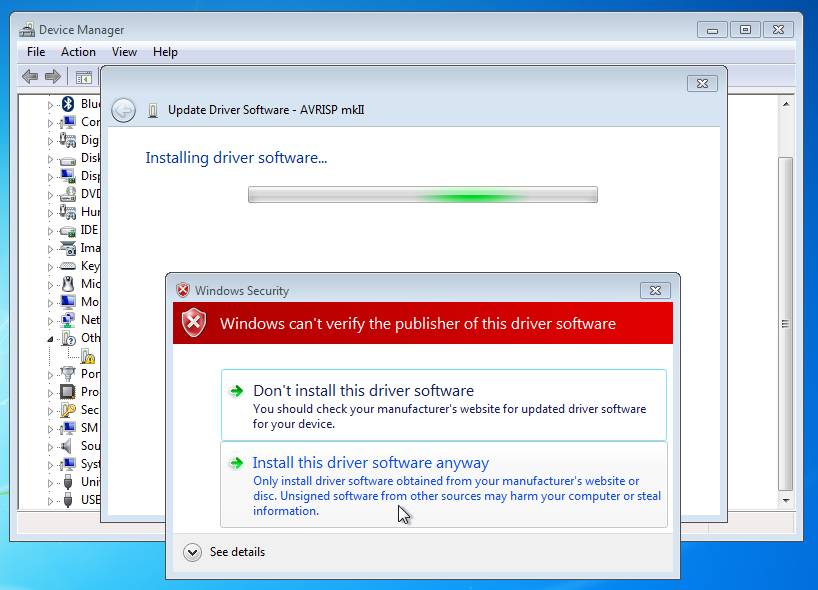 Device Manager
File Action View Help
Update Driver Software - AVRISP mkII
Installing driver software...
Blu
Cor
Dig
Disk
Disp
DVD
Hur
IDE
Ima
Key
Mic
Mo
Net
Oth
Por
Pro
Sec
SM
Sou
Syst
Uni
USE
Windows Security
Windows can't verify the publisher of this driver software
Don't install this driver software
You should check your manufacturer's website for updated driver software
for your device.
Install this driver software anyway
Only install driver software obtained from your manufacturer's website or
disc. Unsigned software from other sources may harm your computer or steal
information.
See details